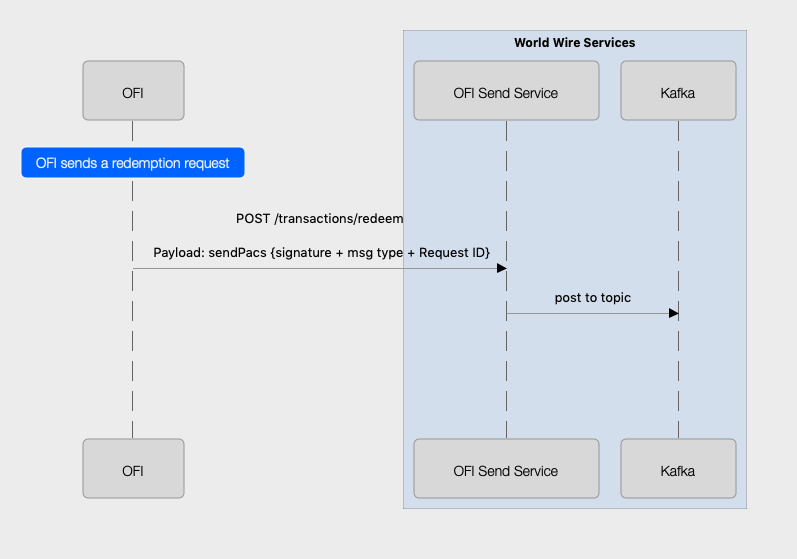 World Wire Services
OFI
OFI Send Service
Kafka
OFI sends a redemption request
POST /transactions/redeem
Payload: sendPacs {signature + msg type + Request ID}
post to topic
OFI
OFI Send Service
Kafka